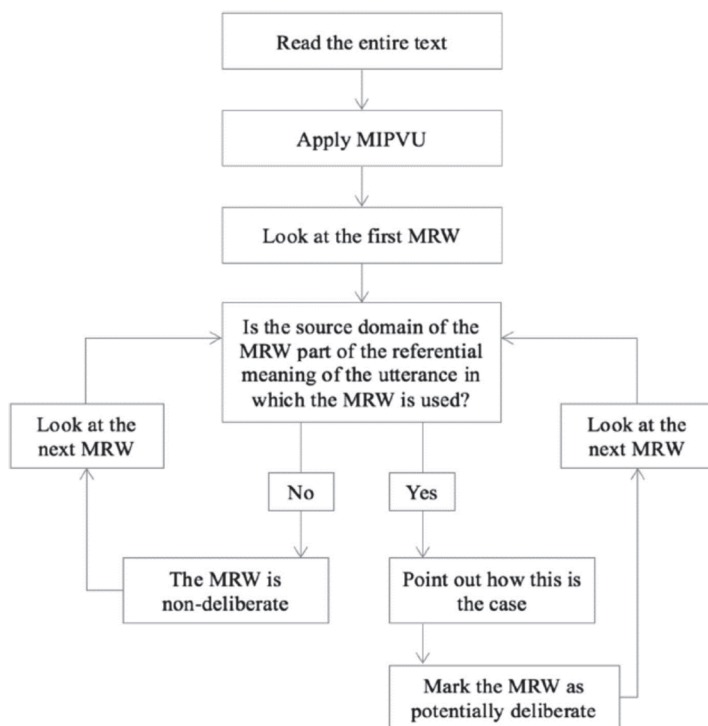 Read the entire text
Apply MIPVU
Look at the first MRW
Is the source domain of the
MRW part of the referential
meaning of the utterance in
which the MRW is used?
Look at the
next MRW
Look at the
next MRW
No
Yes
The MRW is
non-deliberate
Point out how this is
the case
Mark the MRW as
potentially deliberate